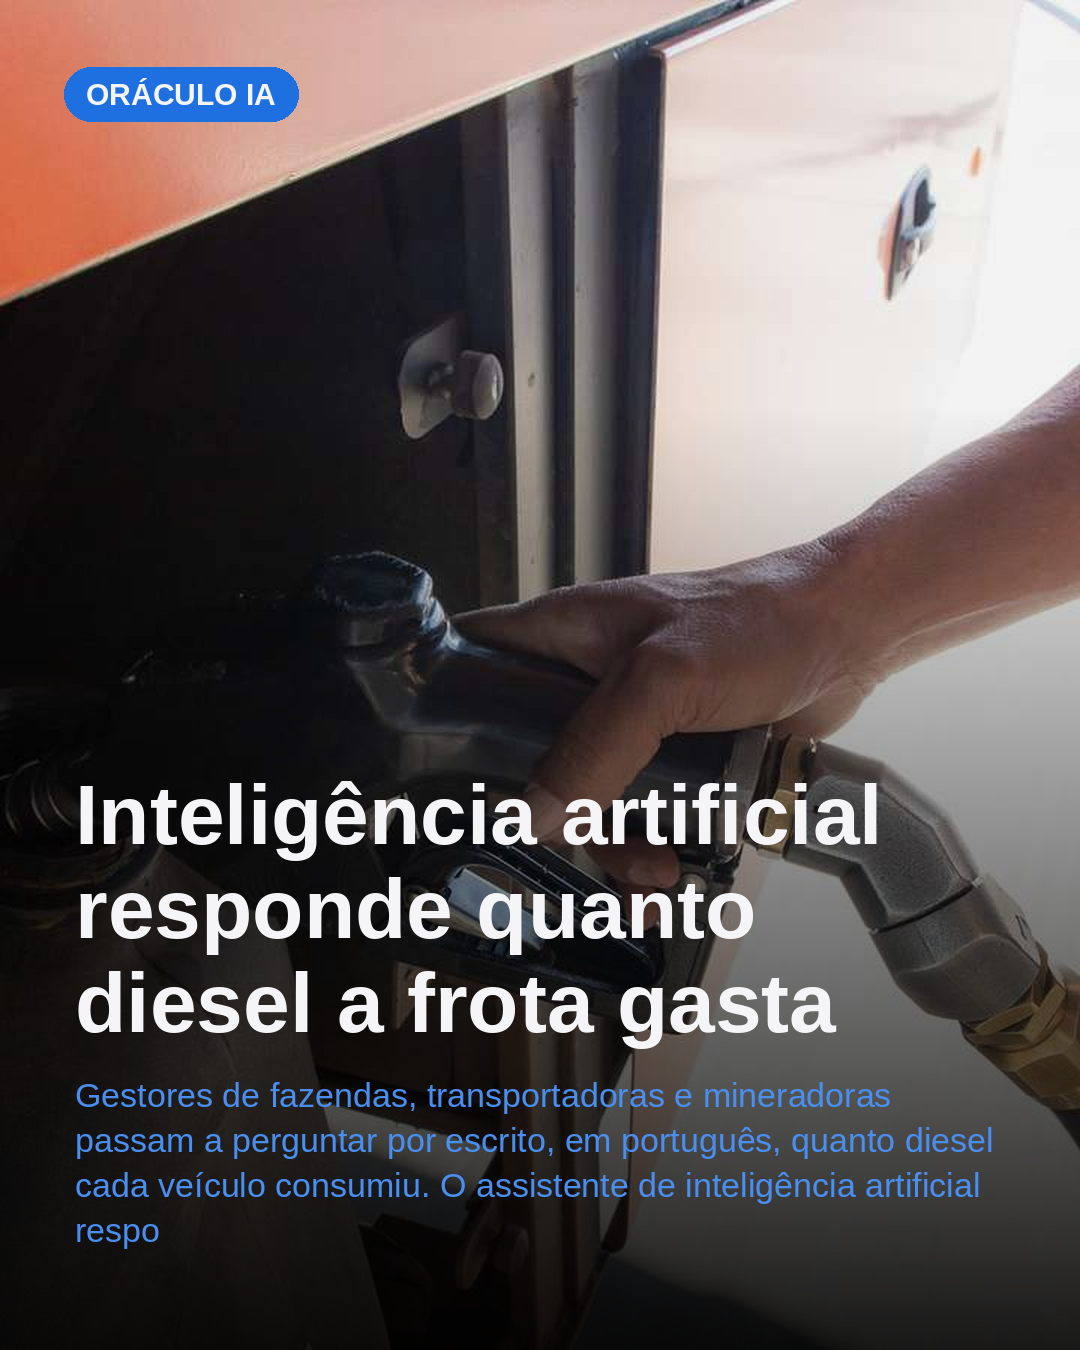 ORÁCULO IA
Inteligência artificial
responde quanto
diesel a frota gasta
Gestores de fazendas, transportadoras e mineradoras
passam a perguntar por escrito, em português, quanto diesel
cada veículo consumiu. O assistente de inteligência artificial
respo